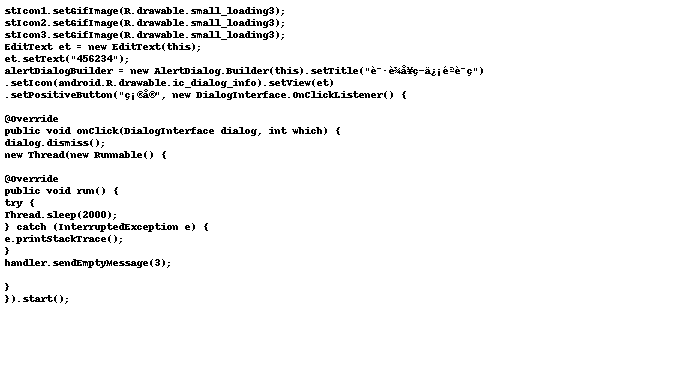 stIcon1.setGifImage(R.drawable.small_loading3);
stIcon2.setGifImage(R.drawable.small_loading3);
stIcon3.setGifImage(R.drawable.small_loading3);
EditText et = new EditText(this);
et.setText("456234");
alertDialogBuilder = new AlertDialog.Builder(this).setTitle("è¯·è¾å¥ç­ä¿¡éªè¯ç")
.setIcon(android.R.drawable.ic_dialog_info).setView(et)
.setPositiveButton("ç¡®å®", new DialogInterface.OnClickListener() {
@Override
public void onClick(DialogInterface dialog, int which) {
dialog.dismiss();
new Thread(new Runnable() {
@Override
public void run() {
try {
Thread.sleep(2000);
} catch (InterruptedException e) {
e.printStackTrace();
}
handler.sendEmptyMessage(3);
}
}).start();